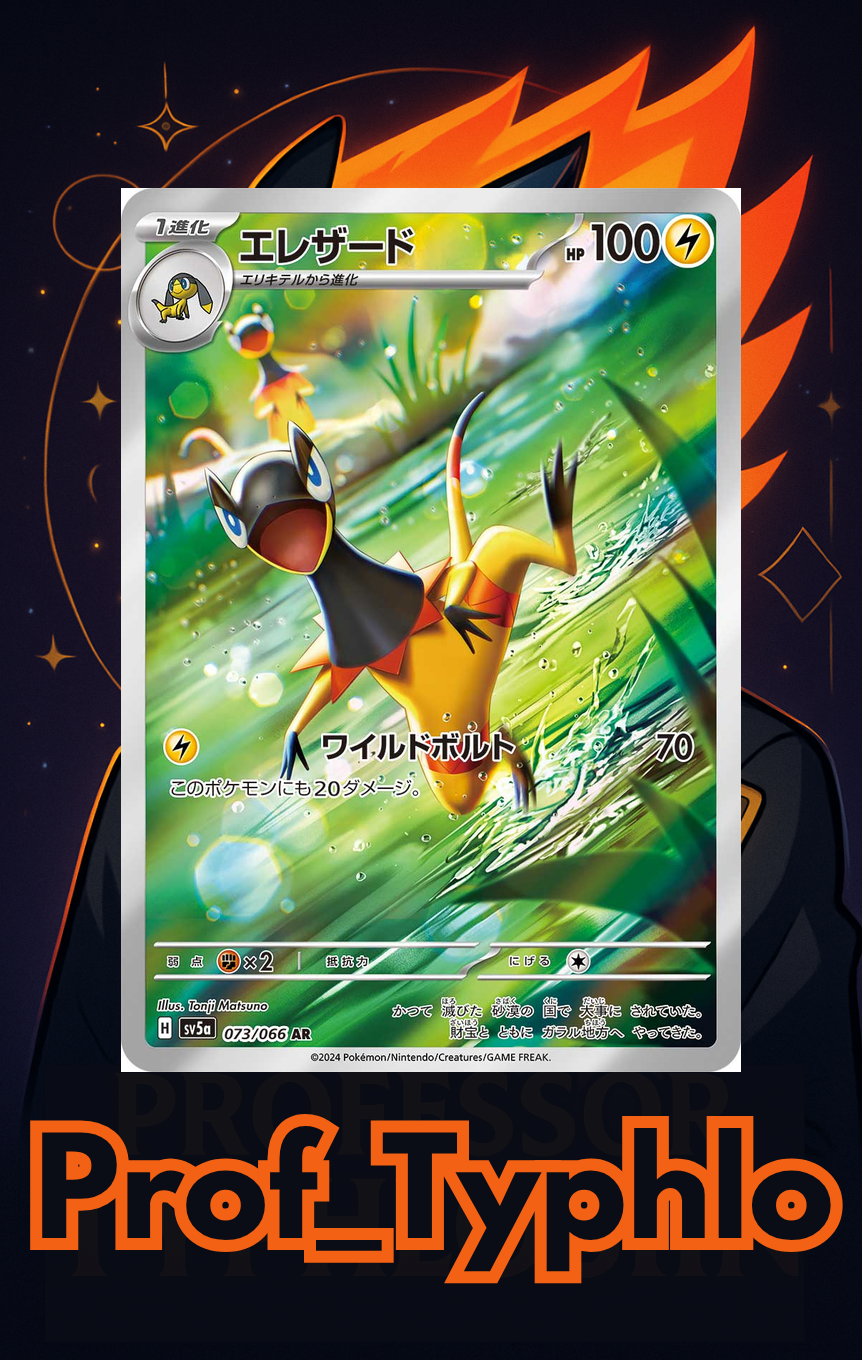 1進化
エレザード
HP 100
エリキテルから進化
ワイルドボルト 70
このポケモンにも20ダメージ。
弱点 ×2 抵抗力 にげる
Illus. Tonji Matsuno
かつて 滅びた 砂漠の 国で 大事に されていた。
財宝と ともに ガラル地方へ やってきた。
H sv5a 073/066 AR
©2024 Pokémon/Nintendo/Creatures/GAME FREAK.
PROFESSOR
Prof_Typhlo